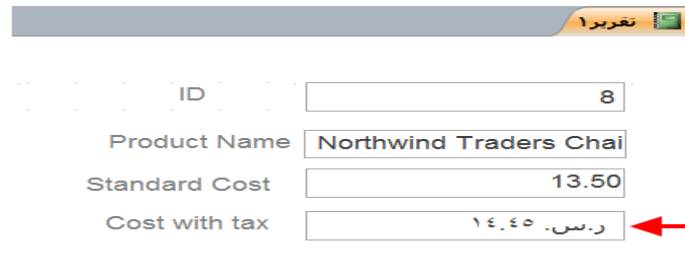 تقرير١
ID 8
Product Name Northwind Traders Chai
Standard Cost 13.50
Cost with tax ر.س. ١٤.٤٥